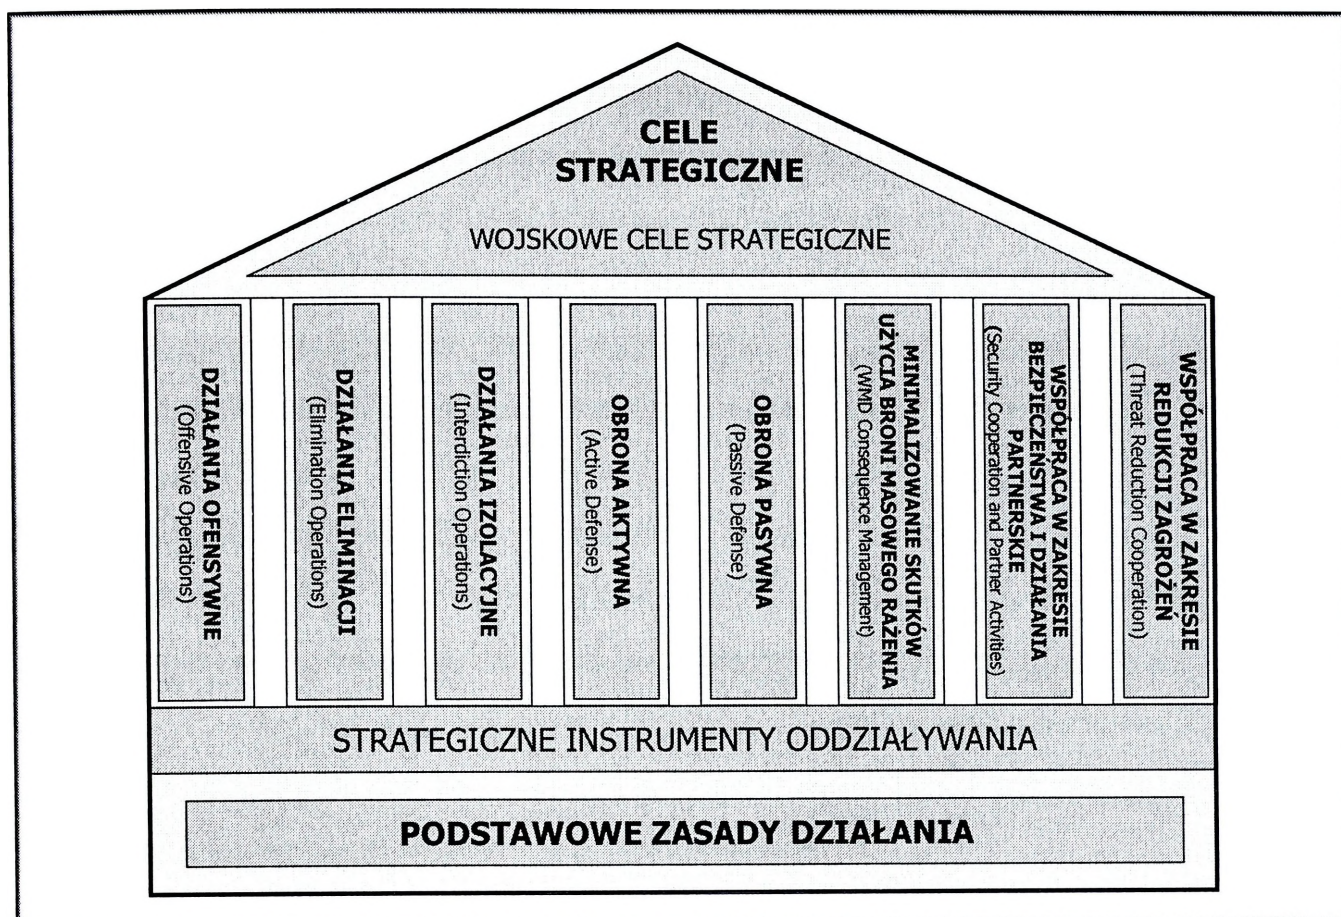 CELE
STRATEGICZNE
WOJSKOWE CELE STRATEGICZNE
DZIAŁANIA OFENSYWNE
(Offensive Operations)
DZIAŁANIA ELIMINACJI
(Elimination Operations)
DZIAŁANIA IZOLACYJNE
(Interdiction Operations)
OBRONA AKTYWNA
(Active Defense)
OBRONA PASYWNA
(Passive Defense)
MINIMALIZOWANIE SKUTKÓW
UŻYCIA BRONI MASOWEGO RAŻENIA
(WMD Consequence Management)
WSPÓŁPRACA W ZAKRESIE
BEZPIECZEŃSTWA I DZIAŁANIA
PARTNERSKIE
(Security Cooperation and Partner Activities)
WSPÓŁPRACA W ZAKRESIE
REDUKCJI ZAGROŻEŃ
(Threat Reduction Cooperation)
STRATEGICZNE INSTRUMENTY ODDZIAŁYWANIA
PODSTAWOWE ZASADY DZIAŁANIA